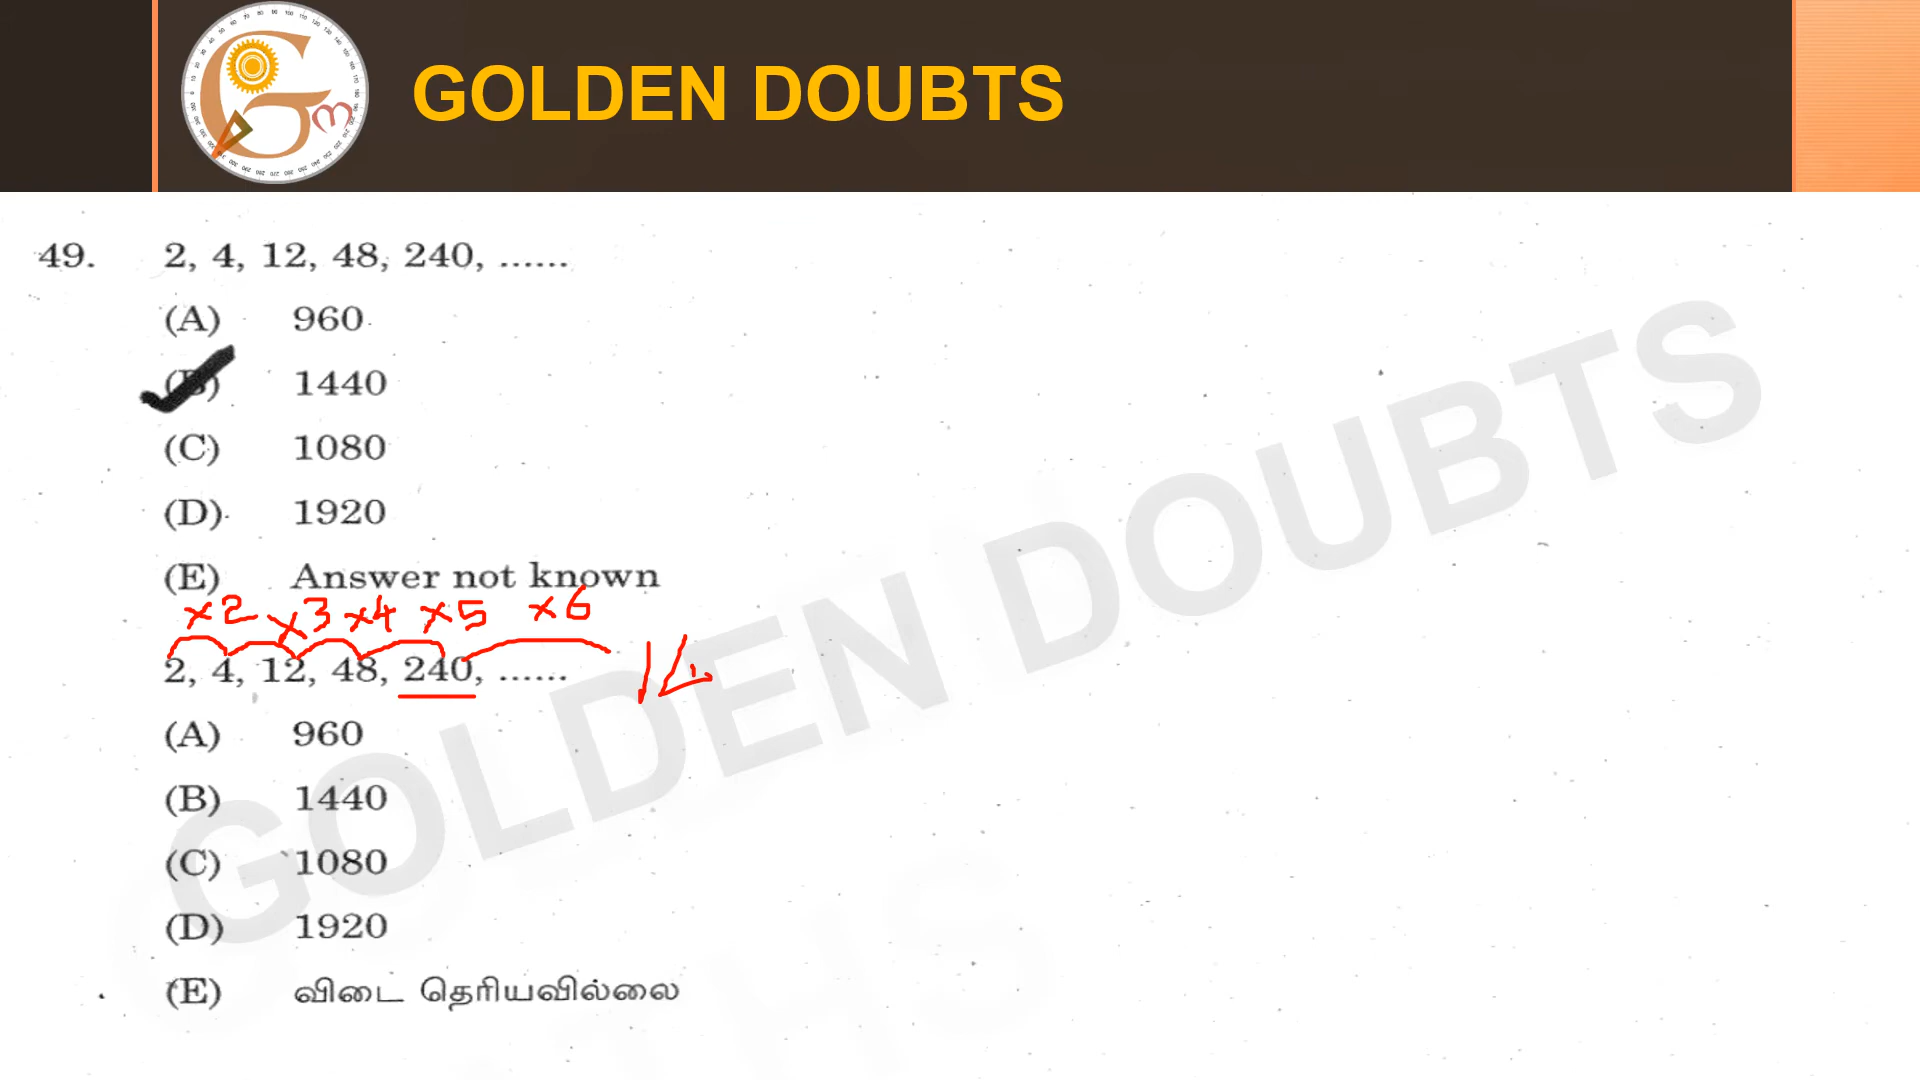 GOLDEN DOUBTS
49. 2, 4, 12, 48, 240, ......
(A) 960
(B) 1440
(C) 1080
(D) 1920
(E) Answer not known
×2 ×3 ×4 ×5 ×6
2, 4, 12, 48, 240, ......
(A) 960
(B) 1440
(C) 1080
(D) 1920
(E) விடை தெரியவில்லை
GOLDEN DOUBTS